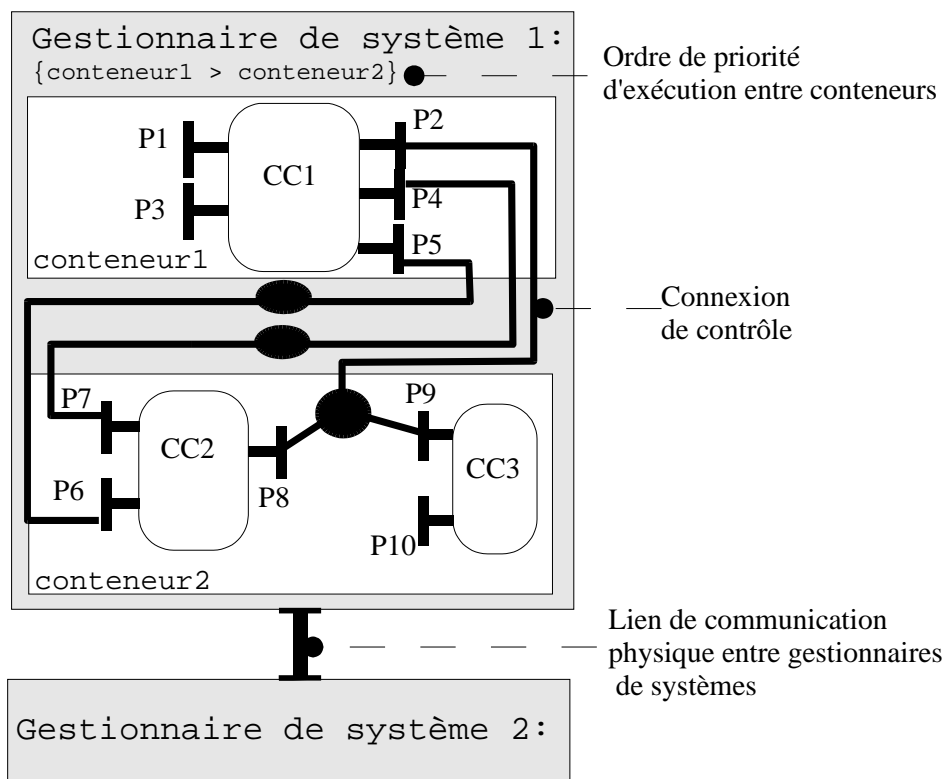 Gestionnaire de système 1:
{conteneur1 > conteneur2}
Ordre de priorité
d'exécution entre conteneurs
P1
P2
CC1
P3
P4
P5
conteneur1
Connexion
de contrôle
P7
P9
CC2
CC3
P6
P8
P10
conteneur2
Lien de communication
physique entre gestionnaires
de systèmes
Gestionnaire de système 2: